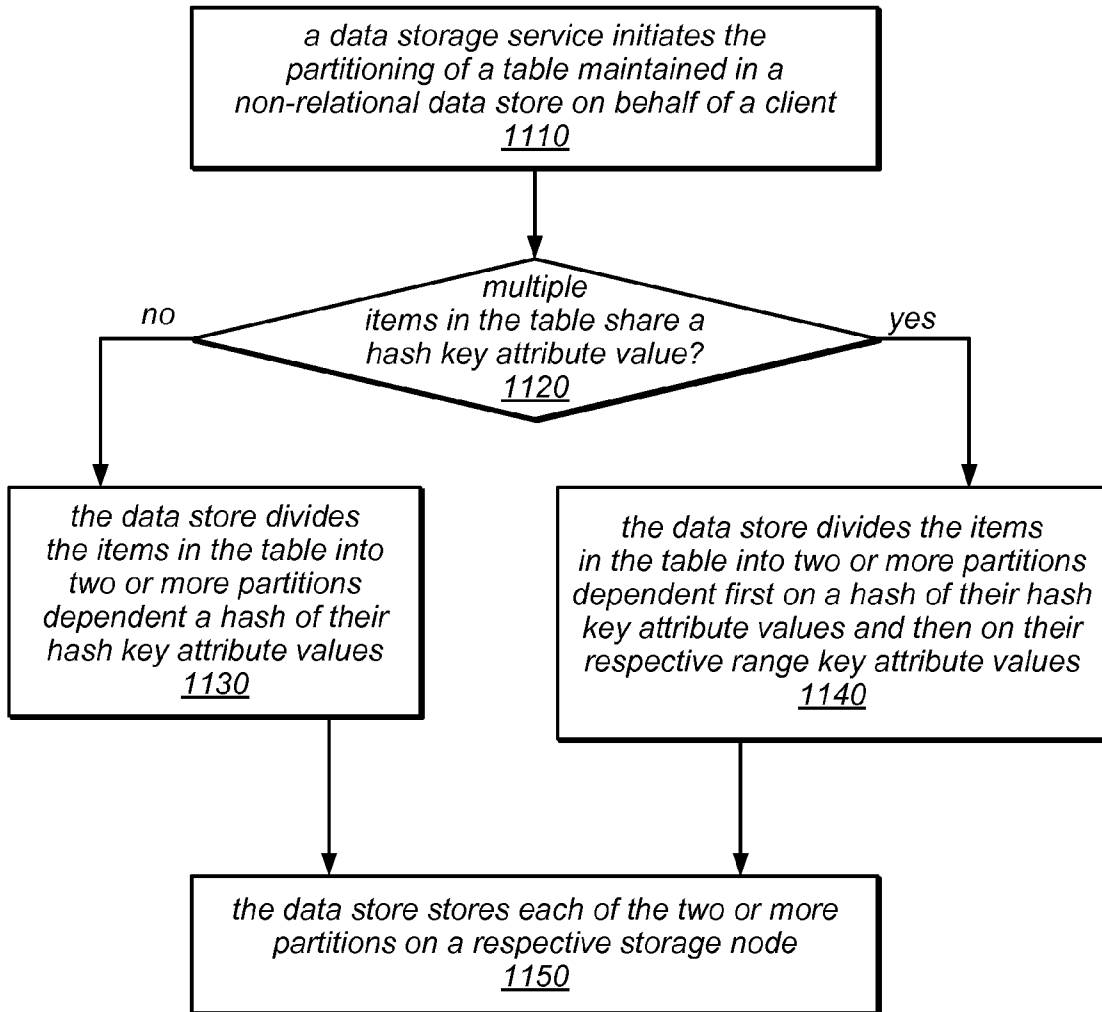 a data storage service initiates the
partitioning of a table maintained in a
non-relational data store on behalf of a client
1110
multiple
items in the table share a
hash key attribute value?
1120
no
yes
the data store divides
the items in the table into
two or more partitions
dependent a hash of their
hash key attribute values
1130
the data store divides the items
in the table into two or more partitions
dependent first on a hash of their hash
key attribute values and then on their
respective range key attribute values
1140
the data store stores each of the two or more
partitions on a respective storage node
1150